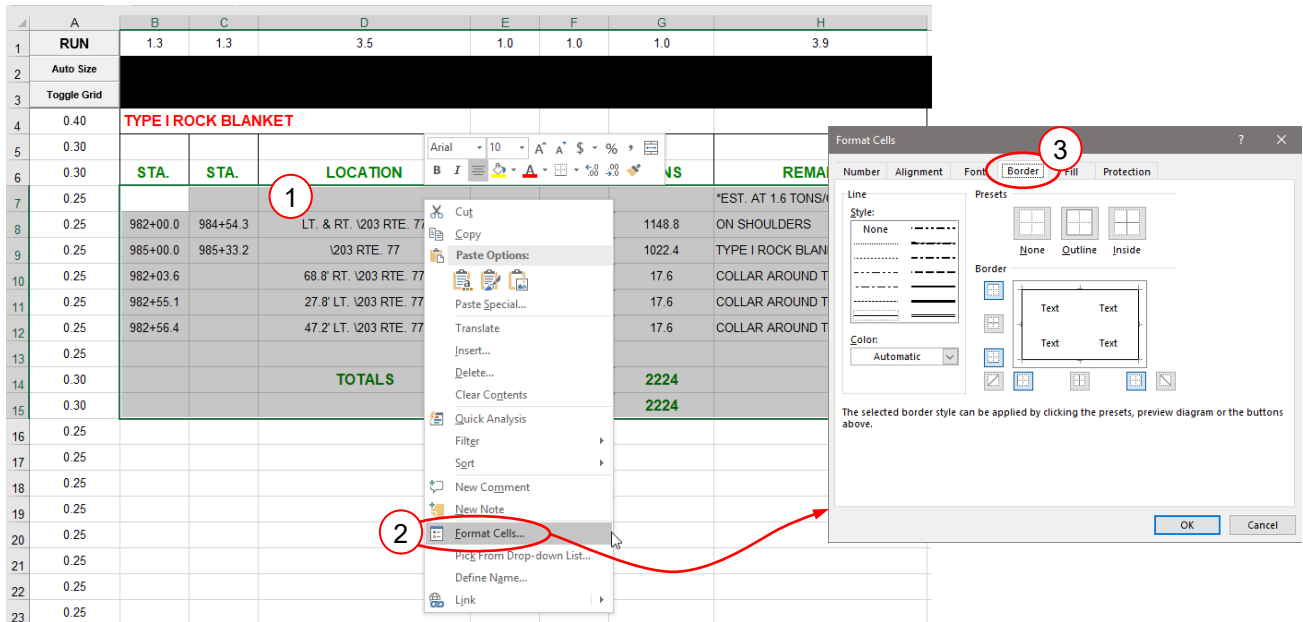 A B C D E F G H
1 RUN 1.3 1.3 3.5 1.0 1.0 1.0 3.9
2 Auto Size
3 Toggle Grid
4 0.40 TYPE I ROCK BLANKET
5 0.30
6 0.30 STA. STA. LOCATION NS REMA
7 0.25 *EST. AT 1.6 TONS/
8 0.25 982+00.0 984+54.3 LT. & RT. \203 RTE. 77 1148.8 ON SHOULDERS
9 0.25 985+00.0 985+33.2 \203 RTE. 77 1022.4 TYPE I ROCK BLAN
10 0.25 982+03.6 68.8' RT. \203 RTE. 77 17.6 COLLAR AROUND T
11 0.25 982+55.1 27.8' LT. \203 RTE. 77 17.6 COLLAR AROUND T
12 0.25 982+56.4 47.2' LT. \203 RTE. 77 17.6 COLLAR AROUND T
13 0.25
14 0.30 TOTALS 2224
15 0.30 2224
16 0.25
17 0.25
18 0.25
19 0.25
20 0.25
21 0.25
22 0.25
23 0.25
1
Arial 10 A A $ % ,
B I A .00 .00
Cut
Copy
Paste Options:
Paste Special...
Translate
Insert...
Delete...
Clear Contents
Quick Analysis
Filter
Sort
New Comment
New Note
2
Format Cells...
Pick From Drop-down List...
Define Name...
Link
Format Cells ? ×
3
Number Alignment Font Border Fill Protection
Line
Style:
None
Color:
Automatic
Presets
None Outline Inside
Border
Text Text
Text Text
The selected border style can be applied by clicking the presets, preview diagram or the buttons
above.
OK Cancel